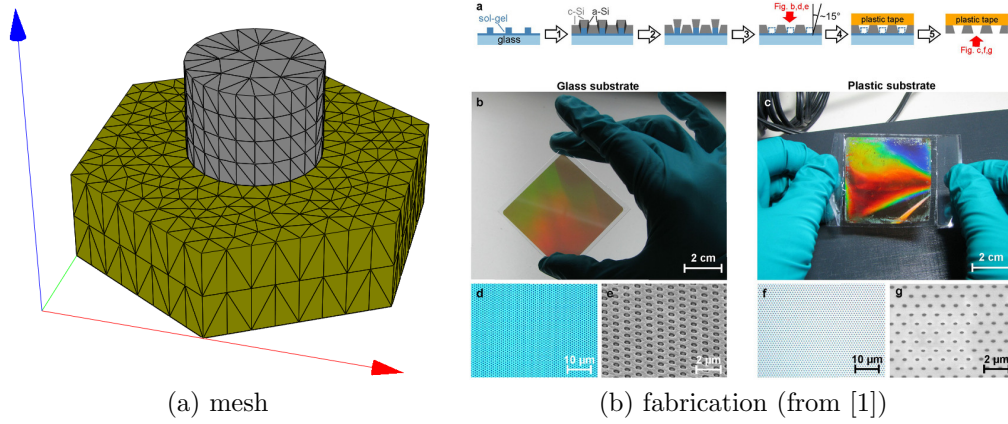 a
sol-gel
c-Si
a-Si
glass
1
2
3
Fig. b,d,e
~15°
4
plastic tape
5
plastic tape
Fig. c,f,g
Glass substrate
Plastic substrate
b
2 cm
c
2 cm
d
10 μm
e
2 μm
f
10 μm
g
2 μm
(a) mesh
(b) fabrication (from [1])